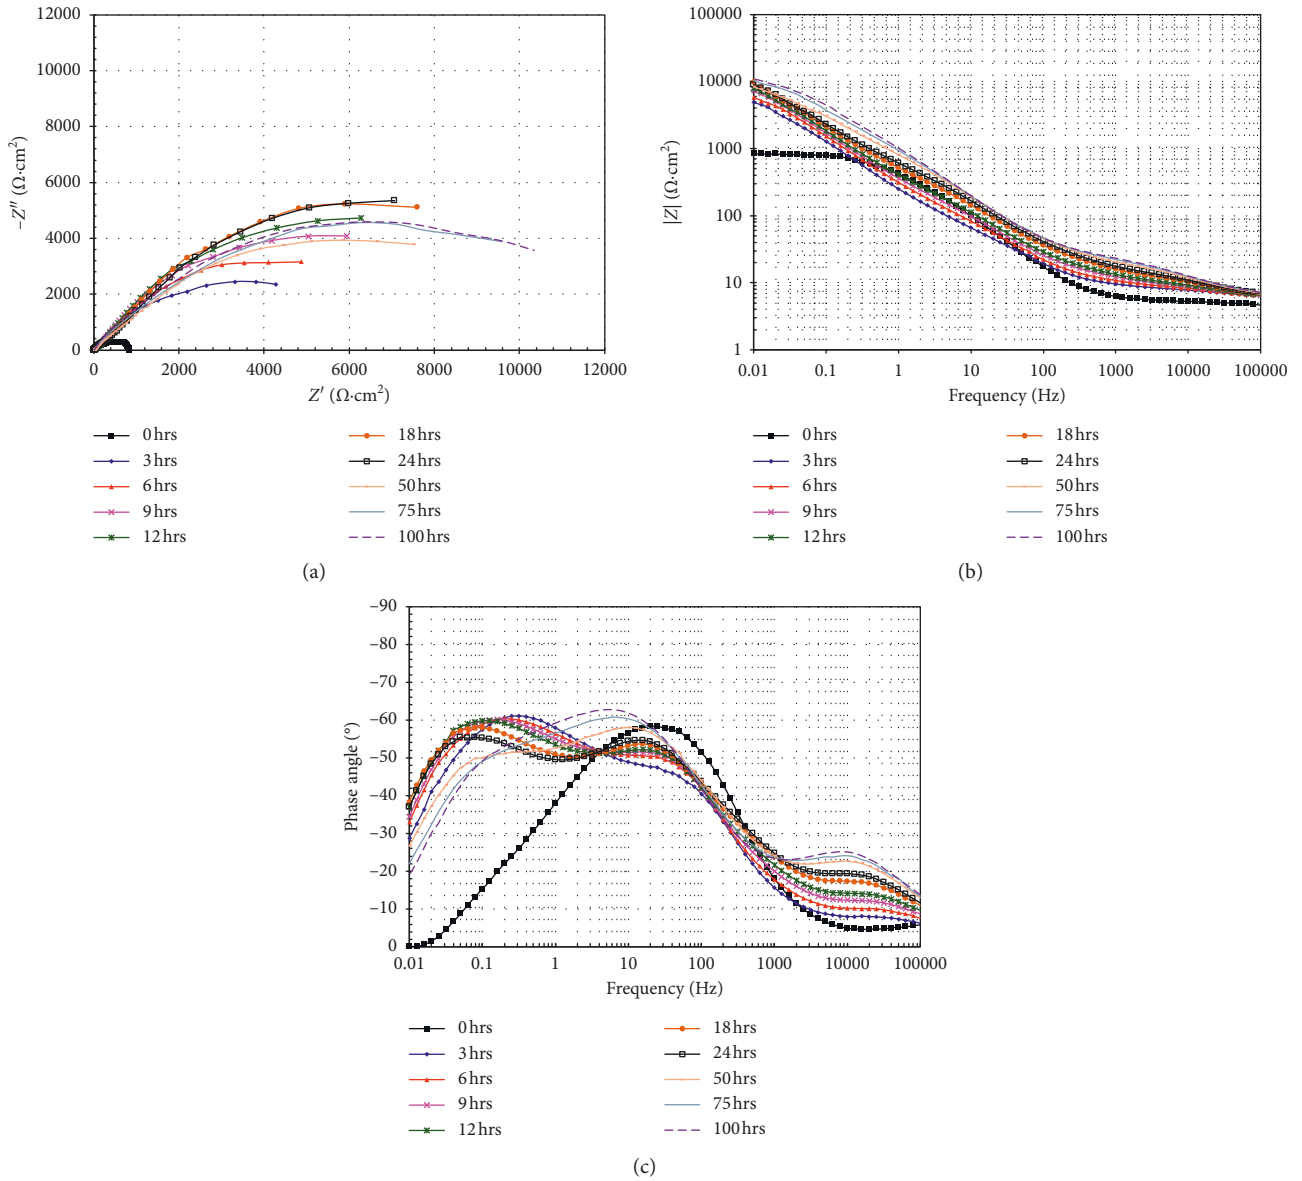 12000
10000
8000
6000
4000
2000
0
−Z″ (Ω·cm²)
0 2000 4000 6000 8000 10000 12000
Z′ (Ω·cm²)
0 hrs
3 hrs
6 hrs
9 hrs
12 hrs
18 hrs
24 hrs
50 hrs
75 hrs
100 hrs
(a)
100000
10000
1000
100
10
1
|Z| (Ω·cm²)
0.01 0.1 1 10 100 1000 10000 100000
Frequency (Hz)
0 hrs
3 hrs
6 hrs
9 hrs
12 hrs
18 hrs
24 hrs
50 hrs
75 hrs
100 hrs
(b)
−90
−80
−70
−60
−50
−40
−30
−20
−10
0
Phase angle (°)
0.01 0.1 1 10 100 1000 10000 100000
Frequency (Hz)
0 hrs
3 hrs
6 hrs
9 hrs
12 hrs
18 hrs
24 hrs
50 hrs
75 hrs
100 hrs
(c)